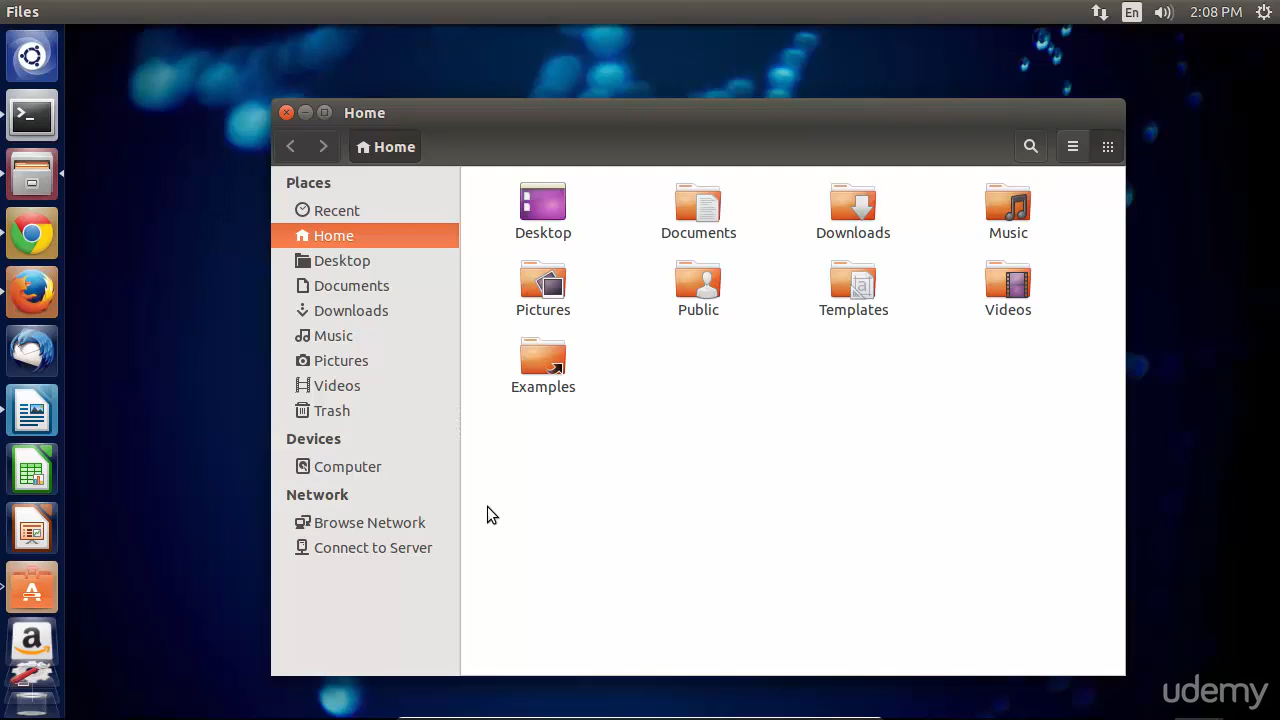 Files
En
2:08 PM
Home
Home
Places
Recent
Home
Desktop
Documents
Downloads
Music
Pictures
Videos
Trash
Devices
Computer
Network
Browse Network
Connect to Server
Desktop
Documents
Downloads
Music
Pictures
Public
Templates
Videos
Examples
udemy